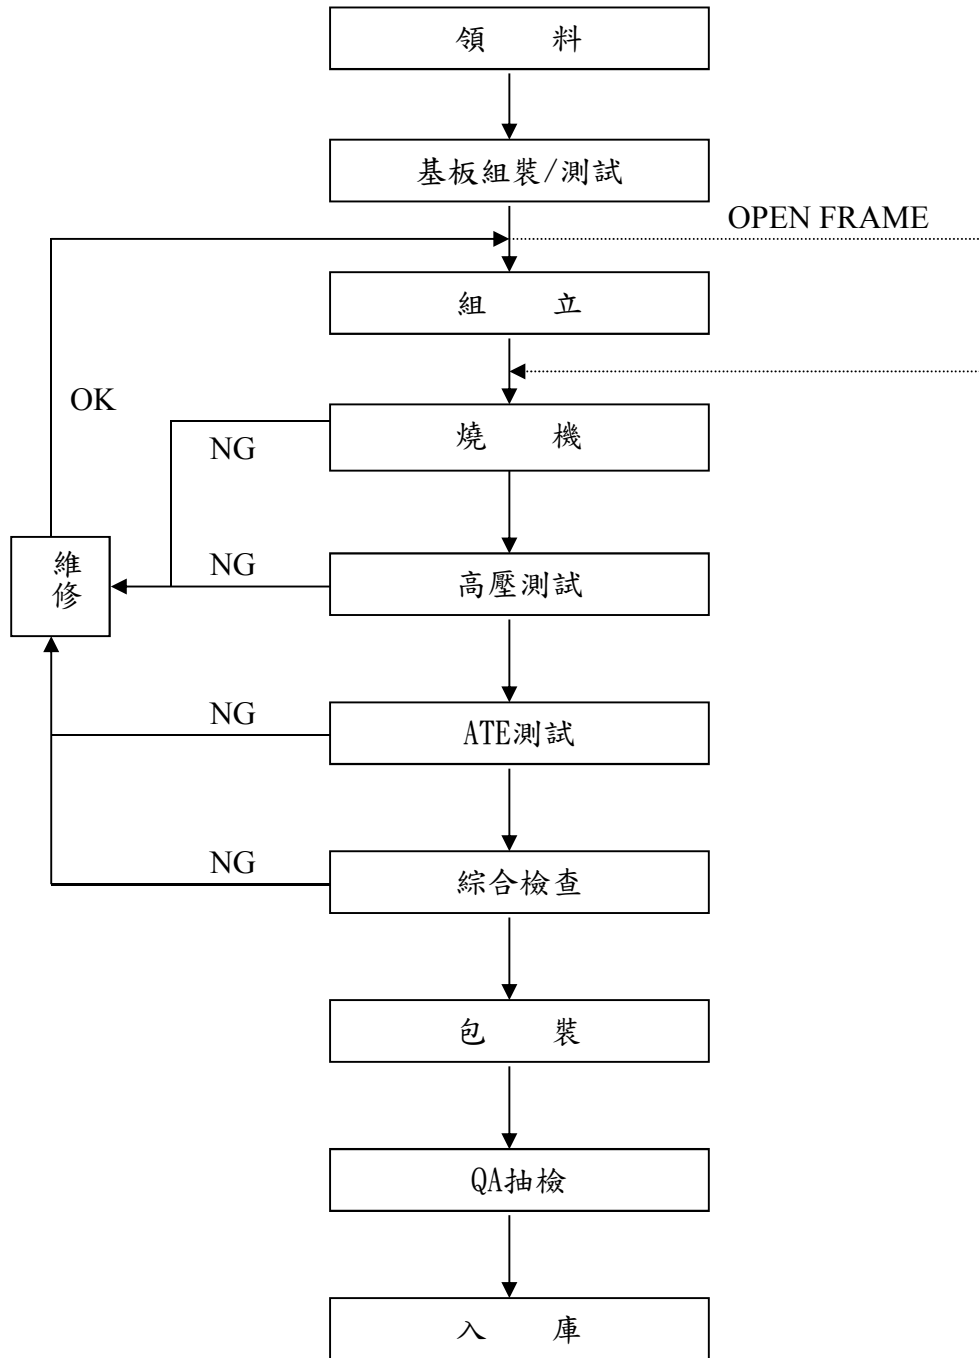 領 料
基板組裝/測試
OPEN FRAME
組 立
OK
燒 機
NG
維修
NG
高壓測試
NG
ATE測試
NG
綜合檢查
包 裝
QA抽檢
入 庫